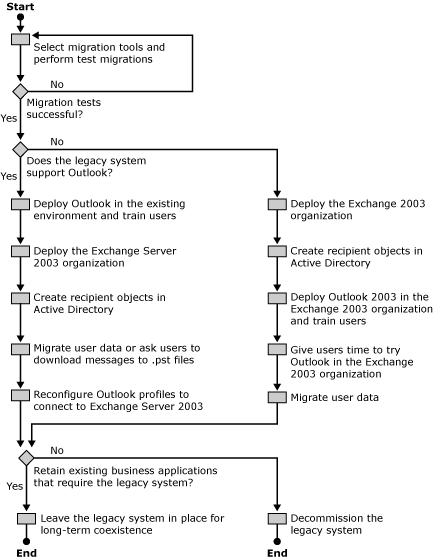 Start
Select migration tools and
perform test migrations
No
Migration tests
successful?
Yes
No
Does the legacy system
support Outlook?
Yes
Deploy Outlook in the existing
environment and train users
Deploy the Exchange Server
2003 organization
Create recipient objects in
Active Directory
Migrate user data or ask users to
download messages to .pst files
Reconfigure Outlook profiles to
connect to Exchange Server 2003
Deploy the Exchange 2003
organization
Create recipient objects in
Active Directory
Deploy Outlook 2003 in the
Exchange 2003 organization
and train users
Give users time to try
Outlook in the Exchange
2003 organization
Migrate user data
No
Retain existing business applications
that require the legacy system?
Yes
Leave the legacy system in place for
long-term coexistence
End
Decommission the
legacy system
End